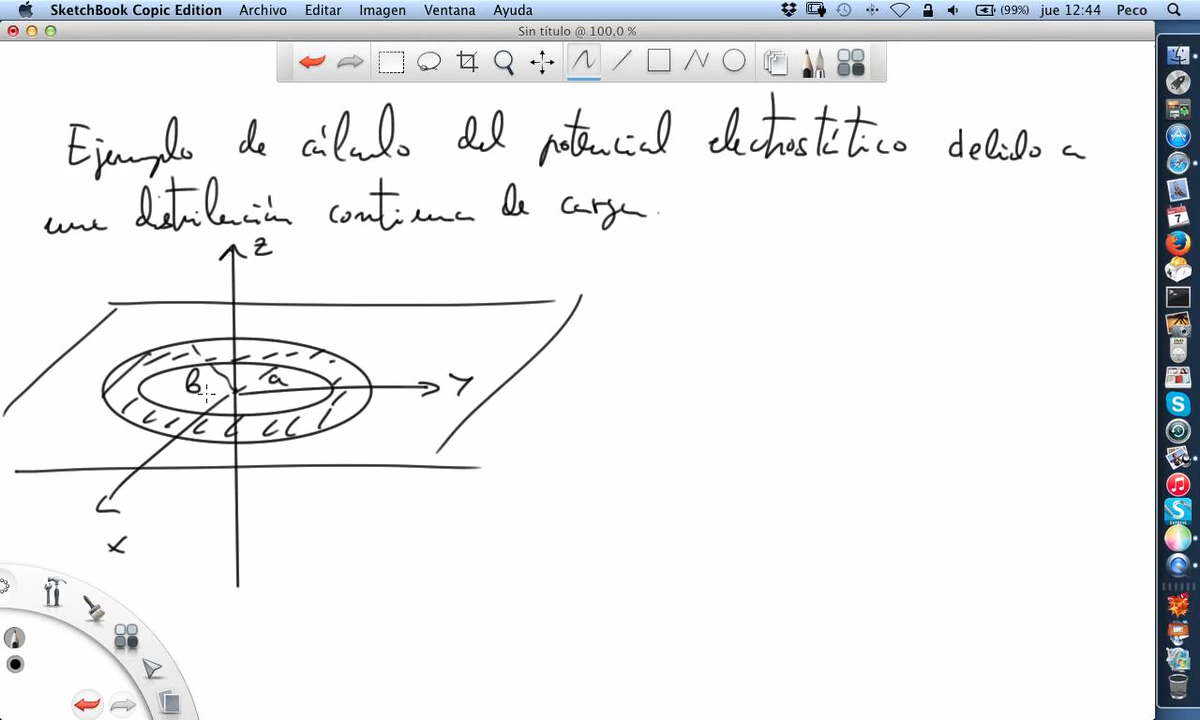 SketchBook Copic Edition Archivo Editar Imagen Ventana Ayuda (99%) jue 12:44 Peco
Sin título @ 100,0 %
Ejemplo de cálculo del potencial electrostático debido a
una distribución continua de carga.
z
b a y
x
7